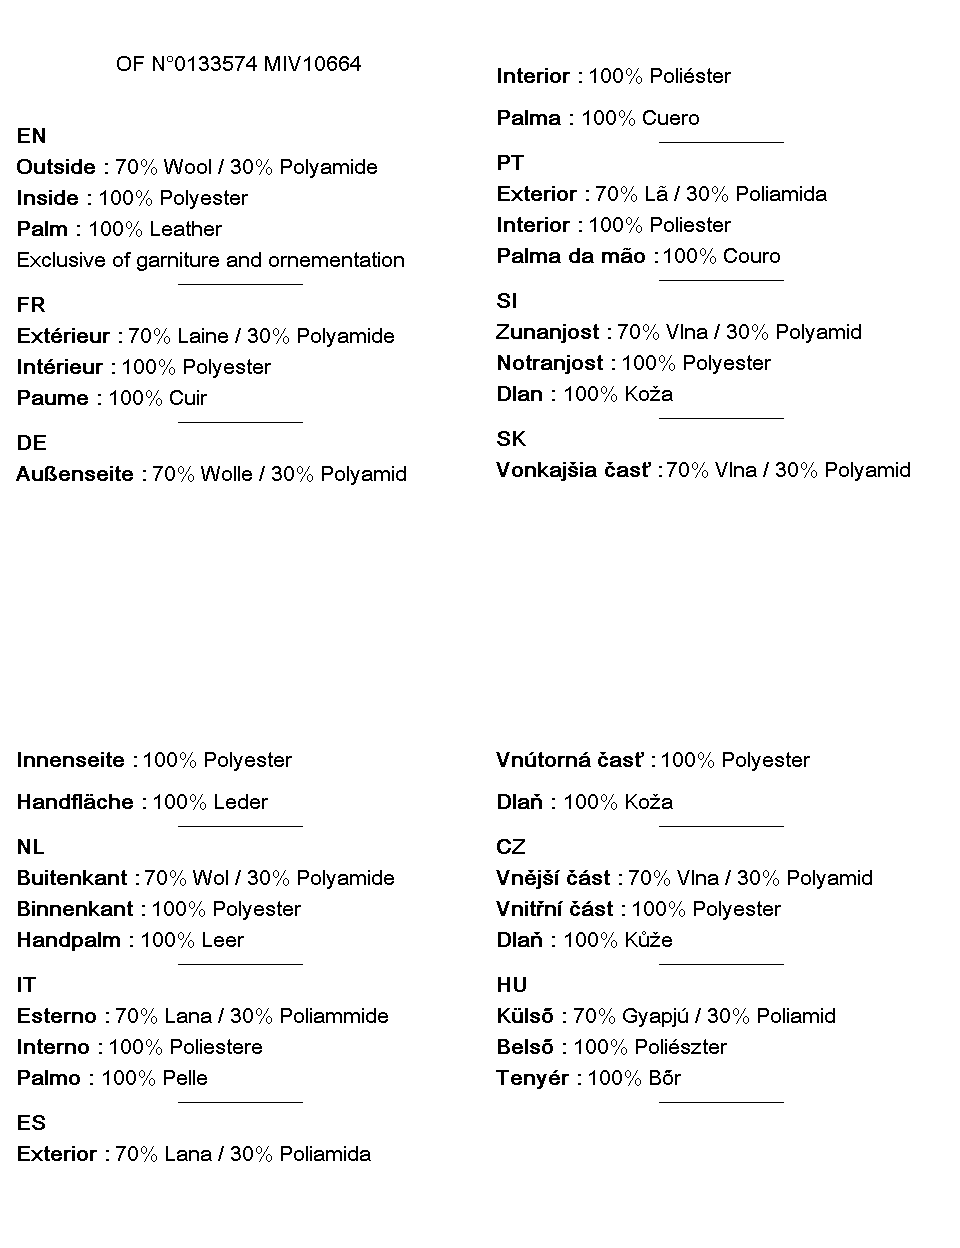 OF N°0133574 MIV10664
EN
Outside : 70% Wool / 30% Polyamide
Inside : 100% Polyester
Palm : 100% Leather
Exclusive of garniture and ornementation
FR
Extérieur : 70% Laine / 30% Polyamide
Intérieur : 100% Polyester
Paume : 100% Cuir
DE
Außenseite : 70% Wolle / 30% Polyamid
Innenseite : 100% Polyester
Handfläche : 100% Leder
NL
Buitenkant : 70% Wol / 30% Polyamide
Binnenkant : 100% Polyester
Handpalm : 100% Leer
IT
Esterno : 70% Lana / 30% Poliammide
Interno : 100% Poliestere
Palmo : 100% Pelle
ES
Exterior : 70% Lana / 30% Poliamida
Interior : 100% Poliéster
Palma : 100% Cuero
PT
Exterior : 70% Lã / 30% Poliamida
Interior : 100% Poliester
Palma da mão : 100% Couro
SI
Zunanjost : 70% Vlna / 30% Polyamid
Notranjost : 100% Polyester
Dlan : 100% Koža
SK
Vonkajšia časť : 70% Vlna / 30% Polyamid
Vnútorná časť : 100% Polyester
Dlaň : 100% Koža
CZ
Vnější část : 70% Vlna / 30% Polyamid
Vnitřní část : 100% Polyester
Dlaň : 100% Kůže
HU
Külsõ : 70% Gyapjú / 30% Poliamid
Belsõ : 100% Poliészter
Tenyér : 100% Bőr